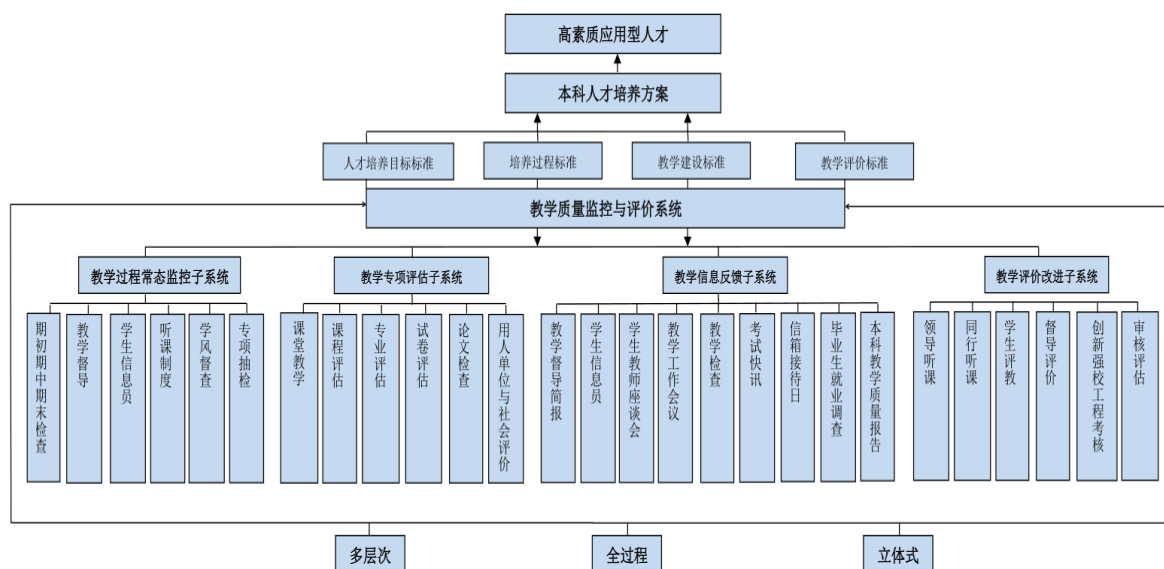 高素质应用型人才
本科人才培养方案
人才培养目标标准
培养过程标准
教学建设标准
教学评价标准
教学质量监控与评价系统
教学过程常态监控子系统
教学专项评估子系统
教学信息反馈子系统
教学评价改进子系统
期初期中期末检查
教学督导
学生信息员
听课制度
学风督查
专项抽检
课堂教学
课程评估
专业评估
试卷评估
论文检查
用人单位与社会评价
教学督导简报
学生信息员
学生教师座谈会
教学工作会议
教学检查
考试快讯
信箱接待日
毕业生就业调查
本科教学质量报告
领导听课
同行听课
学生评教
督导评价
创新强校工程考核
审核评估
多层次
全过程
立体式